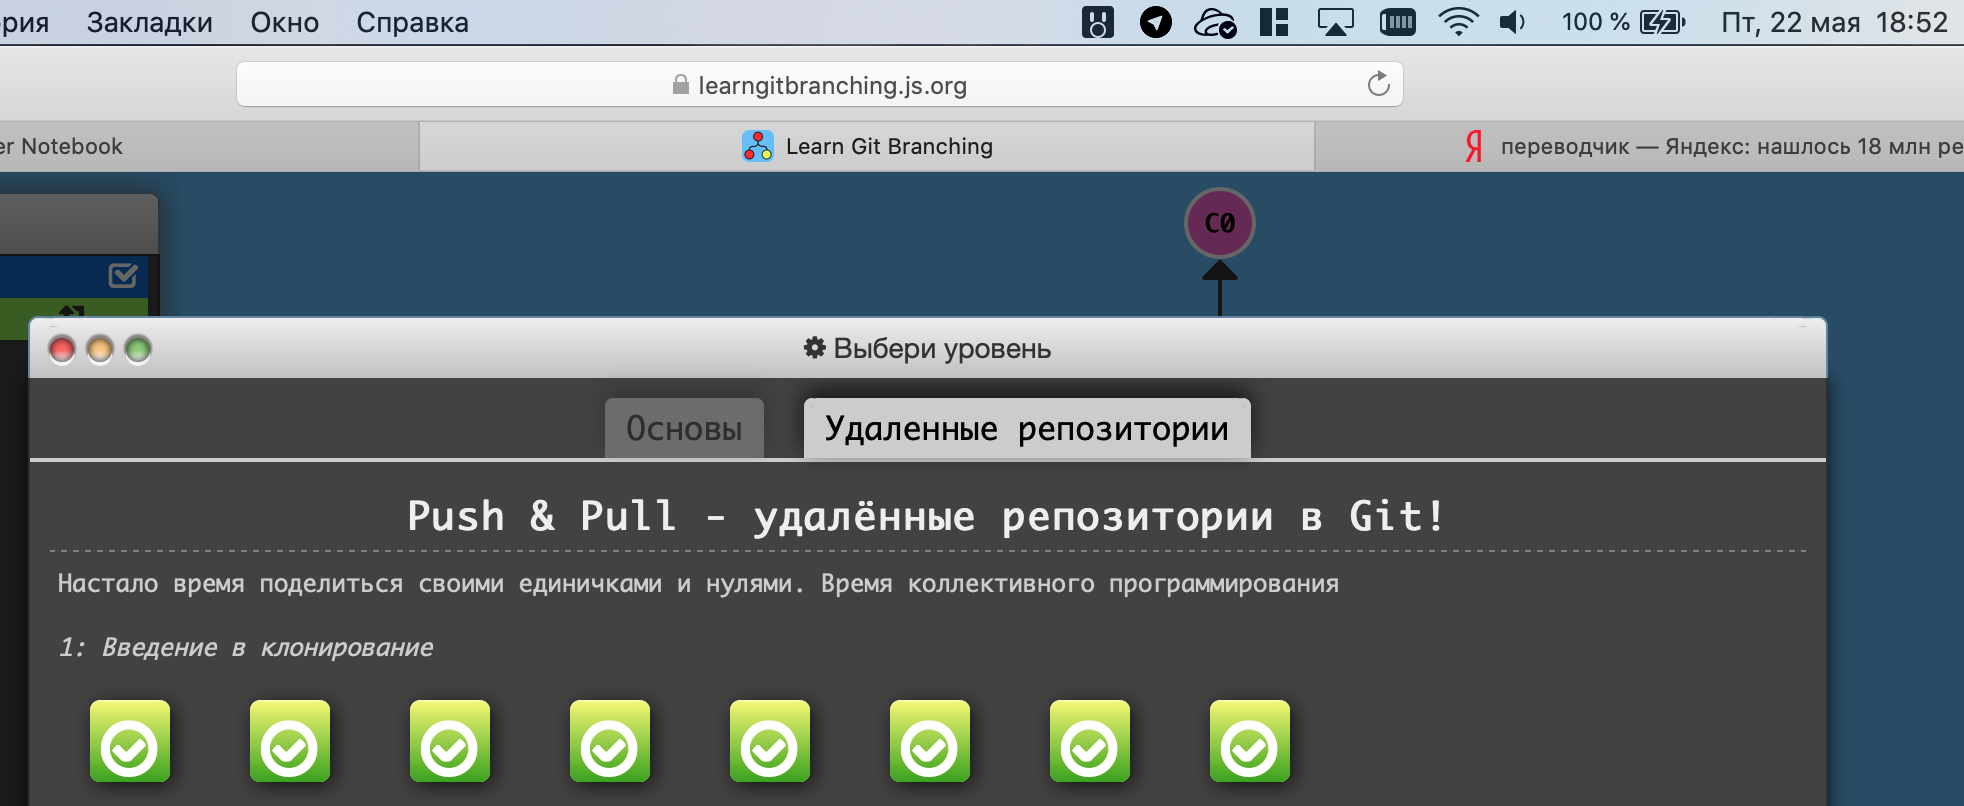 Закладки Окно Справка 100 % Пт, 22 мая 18:52
learngitbranching.js.org
Notebook Learn Git Branching Я переводчик — Яндекс: нашлось 18 млн
C0
Выбери уровень
Основы Удаленные репозитории
Push & Pull - удалённые репозитории в Git!
Настало время поделиться своими единичками и нулями. Время коллективного программирования
1: Введение в клонирование